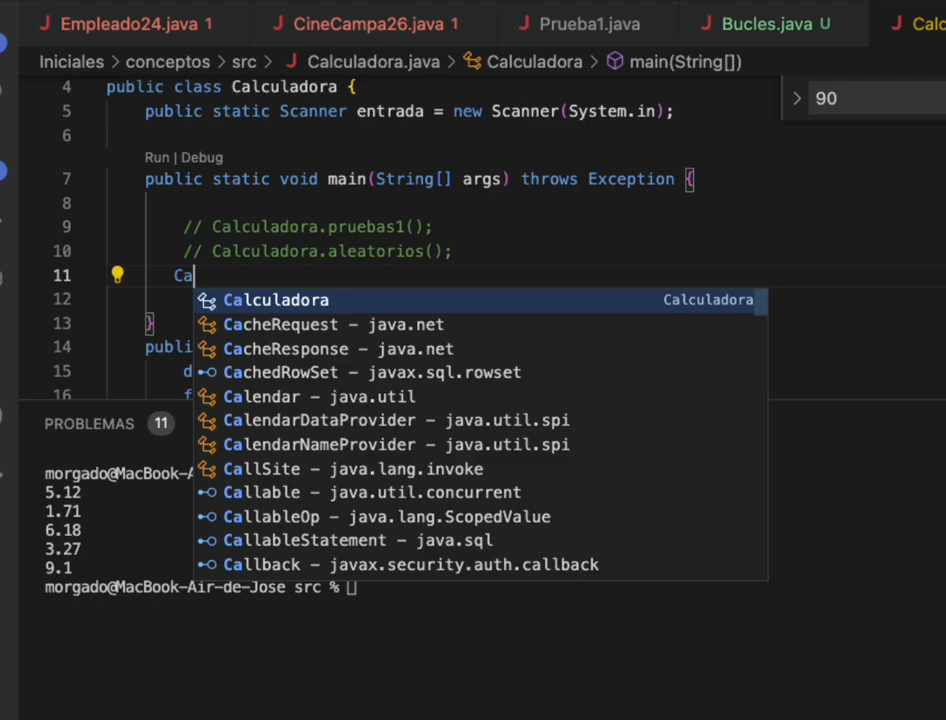 Empleado24.java 1 CineCampa26.java 1 Prueba1.java Bucles.java U Calc
Iniciales > conceptos > src > Calculadora.java > Calculadora > main(String[])
> 90
4 public class Calculadora {
5 public static Scanner entrada = new Scanner(System.in);
6
Run | Debug
7 public static void main(String[] args) throws Exception {
8
9 // Calculadora.pruebas1();
10 // Calculadora.aleatorios();
11 Ca
12
13 }
14 publi
15 d
16 f
Calculadora Calculadora
CacheRequest – java.net
CacheResponse – java.net
CachedRowSet – javax.sql.rowset
Calendar – java.util
CalendarDataProvider – java.util.spi
CalendarNameProvider – java.util.spi
CallSite – java.lang.invoke
Callable – java.util.concurrent
CallableOp – java.lang.ScopedValue
CallableStatement – java.sql
Callback – javax.security.auth.callback
PROBLEMAS 11
morgado@MacBook-A
5.12
1.71
6.18
3.27
9.1
morgado@MacBook-Air-de-Jose src %